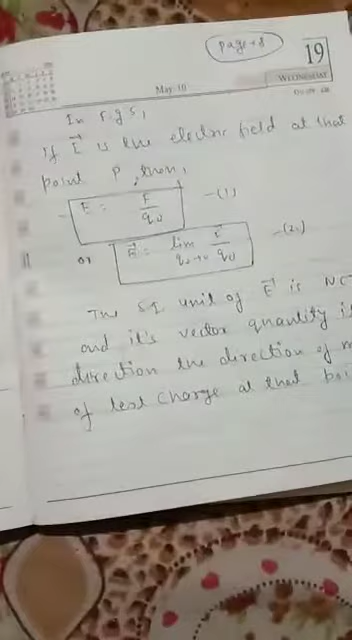 Page-8
19
WEDNESDAY
May 10
In Fig 5,
If E⃗ is the electric field at that
point P, then,
E = F/q₀ —(1)
or E⃗ = lim q₀→0 F⃗/q₀ —(2)
The SI unit of E⃗ is NC
and it's vector quantity is
direction the direction of
of test charge at that